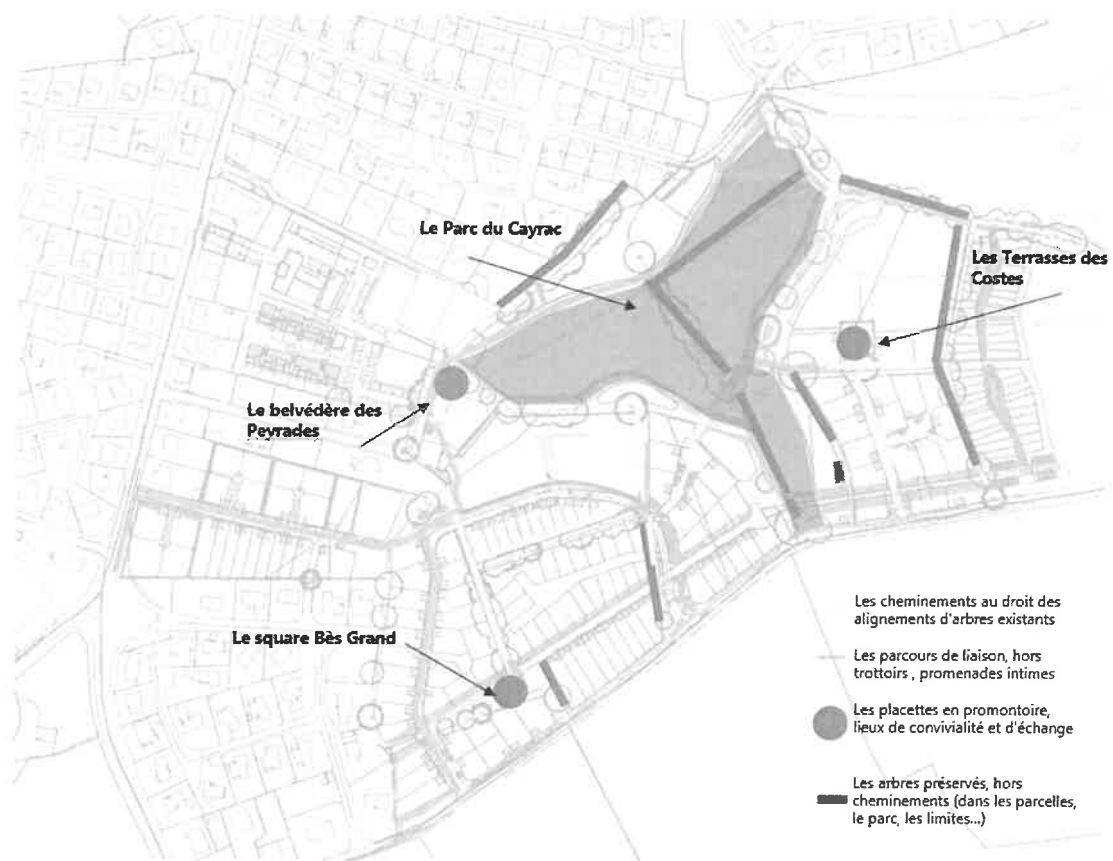 Le Parc du Cayrac
Les Terrasses des
Costes
Le belvédère des
Peyrades
Le square Bès Grand
Les cheminements au droit des
alignements d'arbres existants
Les parcours de liaison, hors
trottoirs , promenades intimes
Les placettes en promontoire,
lieux de convivialité et d'échange
Les arbres préservés, hors
cheminements (dans les parcelles,
le parc, les limites...)